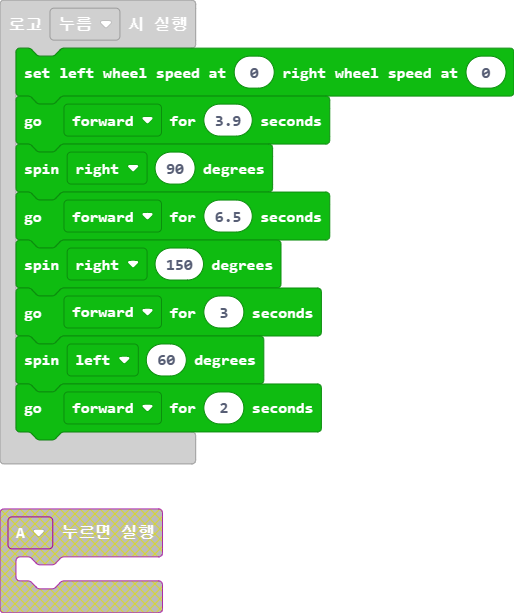 로고 누름 시 실행
set left wheel speed at 0 right wheel speed at 0
go forward for 3.9 seconds
spin right 90 degrees
go forward for 6.5 seconds
spin right 150 degrees
go forward for 3 seconds
spin left 60 degrees
go forward for 2 seconds
A 누르면 실행